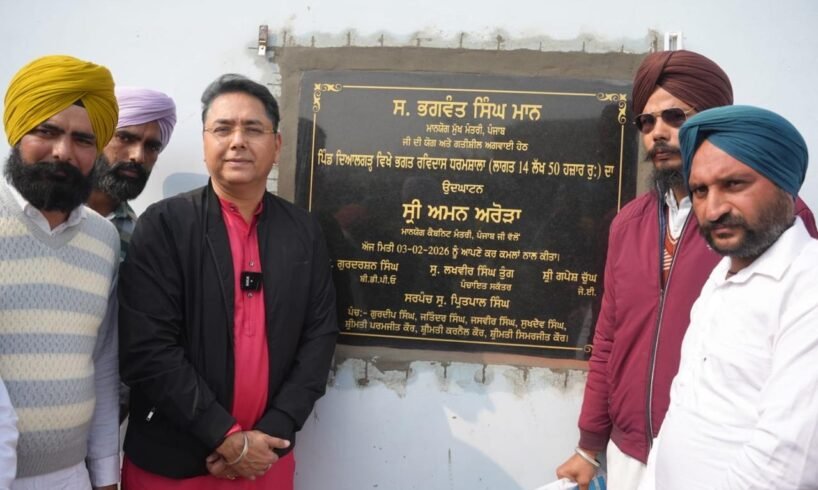 ਸ. ਭਗਵੰਤ ਸਿੰਘ ਮਾਨ
ਮਾਨਯੋਗ ਮੁੱਖ ਮੰਤਰੀ, ਪੰਜਾਬ
ਜੀ ਦੀ ਯੋਗ ਅਤੇ ਗਤੀਸ਼ੀਲ ਅਗਵਾਈ ਹੇਠ
ਪਿੰਡ ਦਿਆਲਗੜ੍ਹ ਵਿਖੇ ਭਗਤ ਰਵਿਦਾਸ ਧਰਮਸ਼ਾਲਾ (ਲਾਗਤ 14 ਲੱਖ 50 ਹਜ਼ਾਰ ਰੁ:) ਦਾ
ਉਦਘਾਟਨ
ਸ੍ਰੀ ਅਮਨ ਅਰੋੜਾ
ਮਾਨਯੋਗ ਕੈਬਨਿਟ ਮੰਤਰੀ, ਪੰਜਾਬ ਵੱਲੋਂ
ਅੱਜ ਮਿਤੀ 03-02-2026 ਨੂੰ ਆਪਣੇ ਕਰ ਕਮਲਾਂ ਨਾਲ ਕੀਤਾ।
ਗੁਰਦਰਸ਼ਨ ਸਿੰਘ ਸੁ. ਲਖਵੀਰ ਸਿੰਘ ਤੁੰਗ ਸ਼੍ਰੀ ਗਪੇਸ਼ ਚੁੱਘ
ਬੀ.ਡੀ.ਪੀ.ਓ ਪੰਚਾਇਤ ਸਕੱਤਰ ਜੇ.ਈ.
ਸਰਪੰਚ ਸੁ. ਪ੍ਰਿਤਪਾਲ ਸਿੰਘ
ਪੰਚ:- ਗੁਰਦੀਪ ਸਿੰਘ, ਜਤਿੰਦਰ ਸਿੰਘ, ਜਸਵੀਰ ਸਿੰਘ, ਸੁਖਦੇਵ ਸਿੰਘ,
ਸ਼੍ਰੀਮਤੀ ਪਰਮਜੀਤ ਕੌਰ, ਸ਼੍ਰੀਮਤੀ ਕਰਨੈਲ ਕੌਰ, ਸ਼੍ਰੀਮਤੀ ਸਿਮਰਜੀਤ ਕੌਰ।